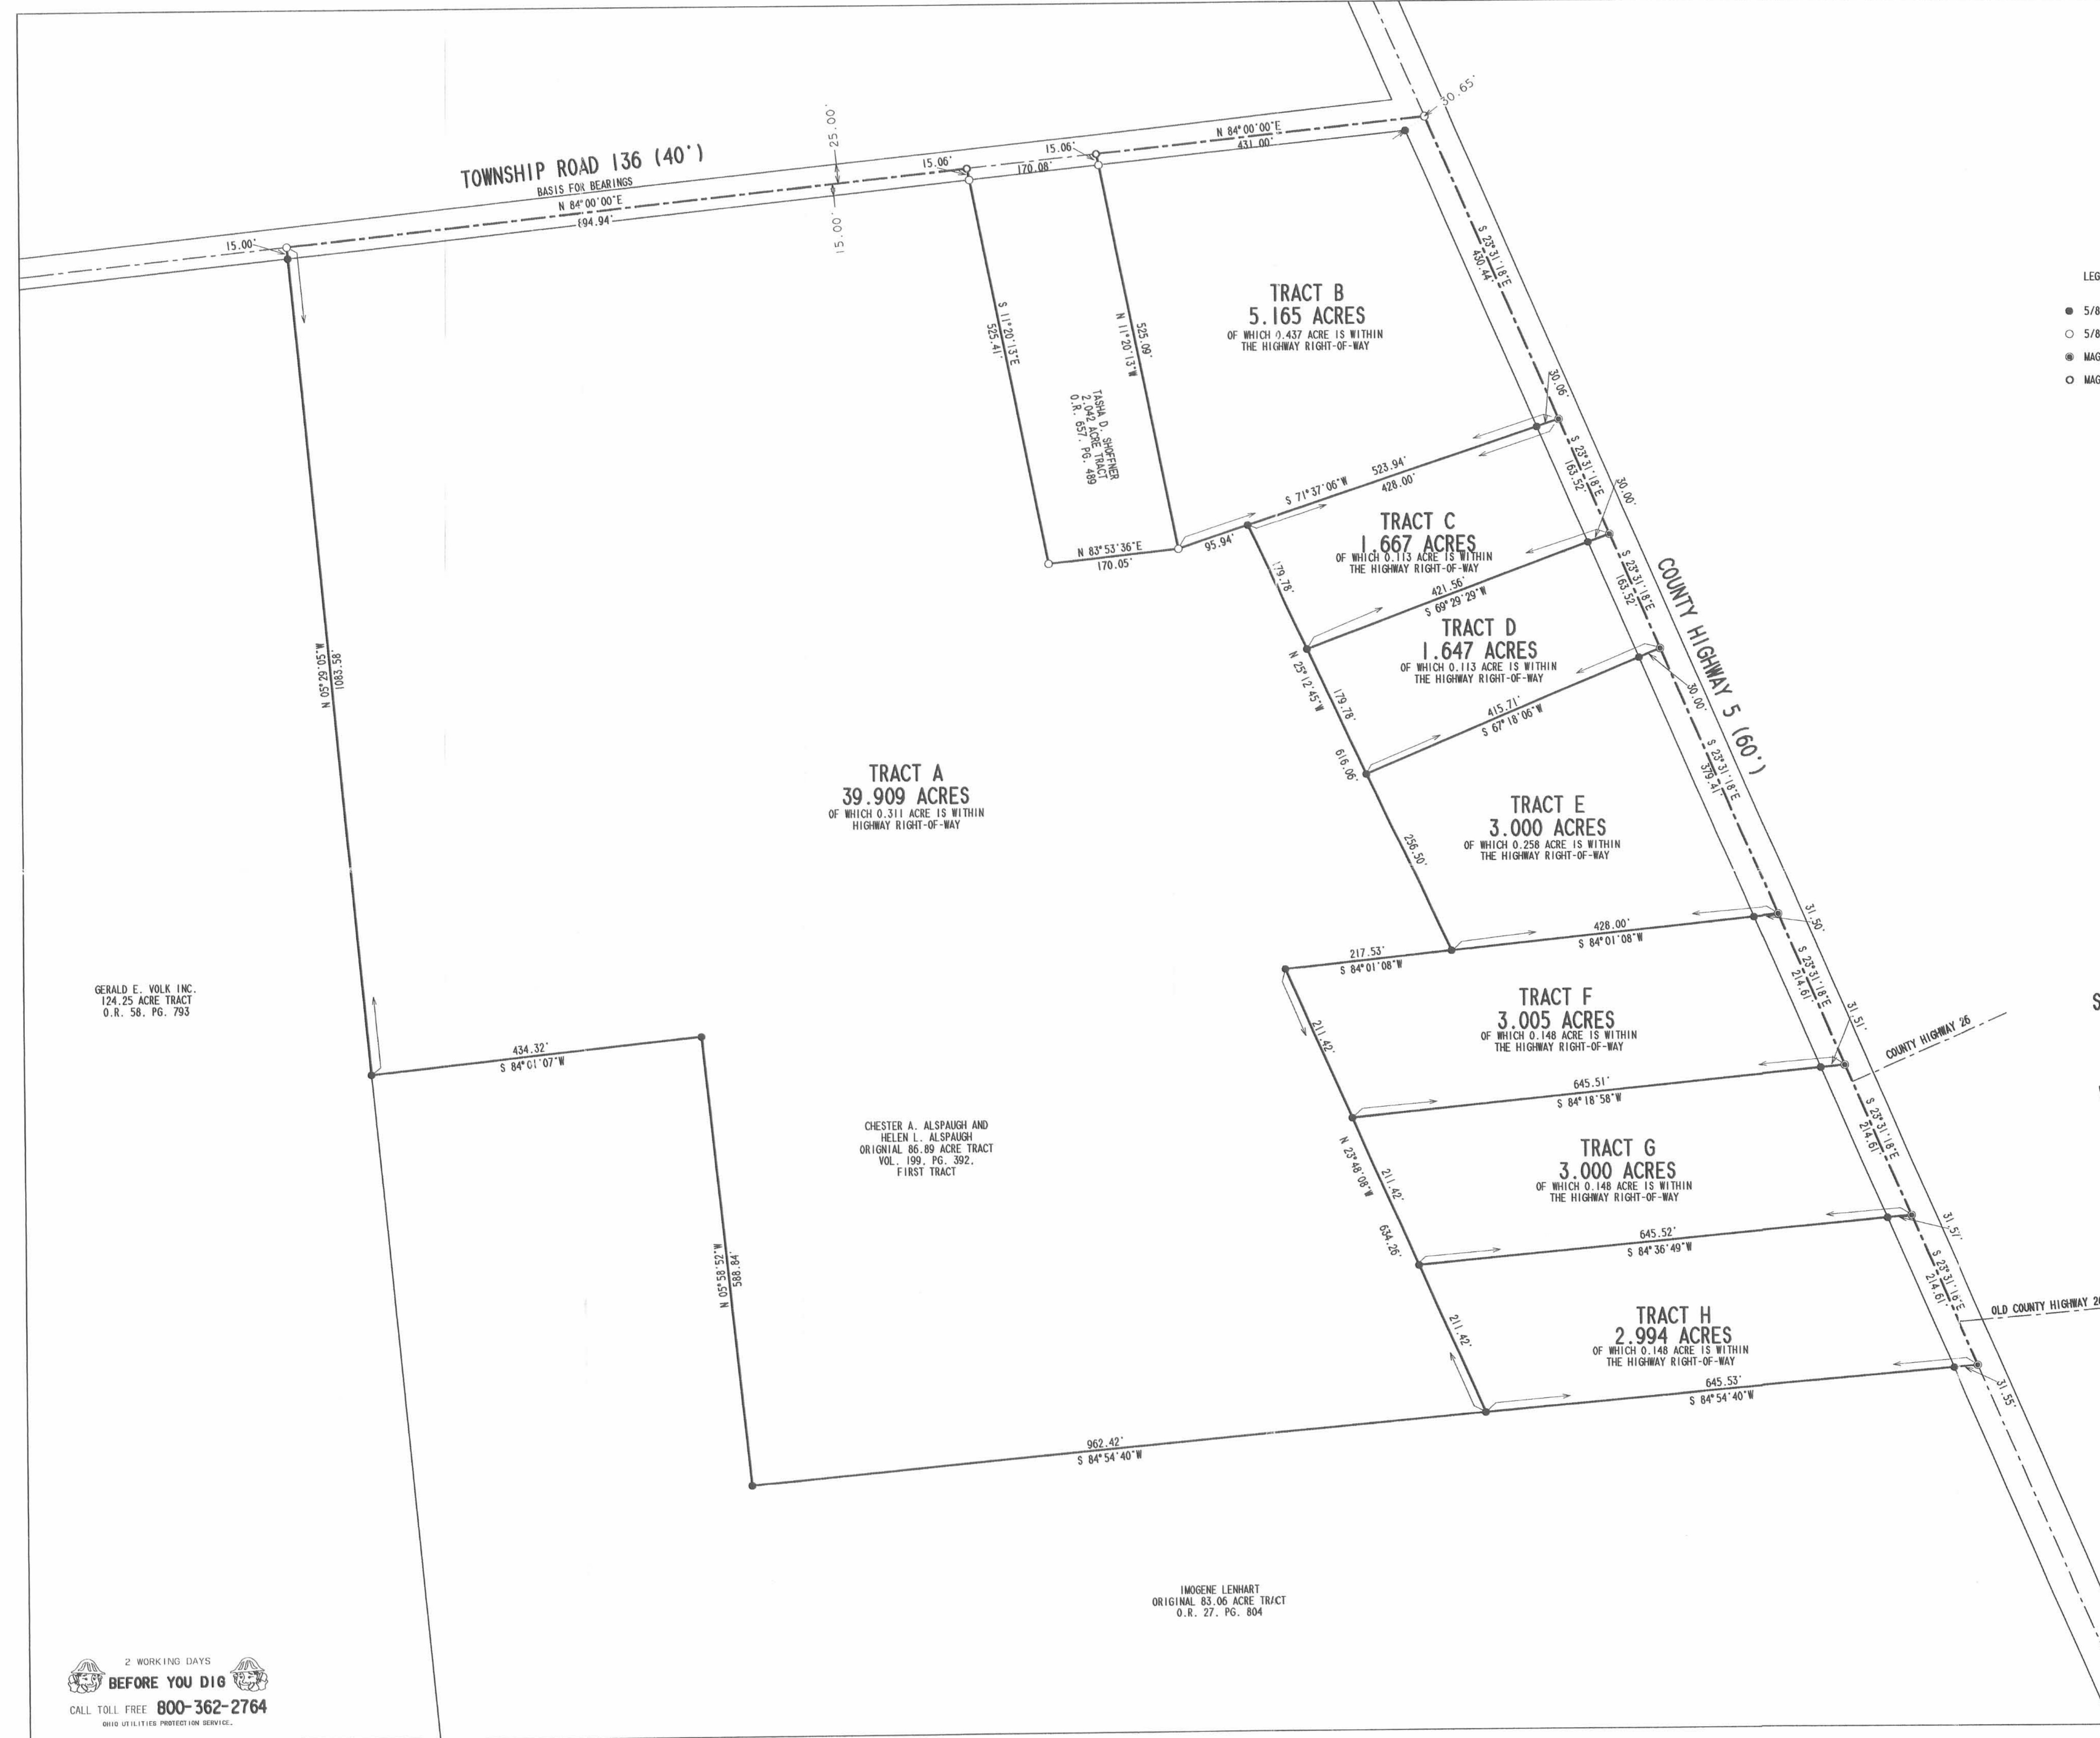 30.65'
TOWNSHIP ROAD 136 (40')
BASIS FOR BEARINGS
N 84°00'00"E
694.94'
15.00'
25.00'
15.00'
15.06'
170.08'
15.06'
N 84°00'00"E
431.00'
S 23°31'18"E
430.44'
TRACT B
5.165 ACRES
OF WHICH 0.437 ACRE IS WITHIN
THE HIGHWAY RIGHT-OF-WAY
S 11°20'13"E
525.41'
525.09'
N 11°20'13"W
TASHA D. SHOFFNER
2.042 ACRE TRACT
O.R. 657, PG. 489
N 83°53'36"E
170.05'
95.94'
S 71°37'06"W
523.94'
428.00'
30.06'
S 23°31'18"E
163.52'
30.00'
TRACT C
1.667 ACRES
OF WHICH 0.113 ACRE IS WITHIN
THE HIGHWAY RIGHT-OF-WAY
179.78'
421.56'
S 69°29'29"W
S 23°31'18"E
163.52'
COUNTY HIGHWAY 5 (60')
TRACT D
1.647 ACRES
OF WHICH 0.113 ACRE IS WITHIN
THE HIGHWAY RIGHT-OF-WAY
N 25°12'45"W
179.78'
616.06'
415.71'
S 67°18'06"W
30.00'
S 23°31'18"E
379.41'
N 05°29'05"W
1083.58'
TRACT A
39.909 ACRES
OF WHICH 0.311 ACRE IS WITHIN
HIGHWAY RIGHT-OF-WAY
TRACT E
3.000 ACRES
OF WHICH 0.258 ACRE IS WITHIN
THE HIGHWAY RIGHT-OF-WAY
256.50'
217.53'
S 84°01'08"W
428.00'
S 84°01'08"W
31.50'
S 23°31'18"E
214.61'
GERALD E. VOLK INC.
124.25 ACRE TRACT
O.R. 58, PG. 793
TRACT F
3.005 ACRES
OF WHICH 0.148 ACRE IS WITHIN
THE HIGHWAY RIGHT-OF-WAY
211.42'
31.51'
COUNTY HIGHWAY 26
434.32'
S 84°01'07"W
645.51'
S 84°18'58"W
S 23°31'18"E
214.61'
CHESTER A. ALSPAUGH AND
HELEN L. ALSPAUGH
ORIGNIAL 86.89 ACRE TRACT
VOL. 199, PG. 392,
FIRST TRACT
TRACT G
3.000 ACRES
OF WHICH 0.148 ACRE IS WITHIN
THE HIGHWAY RIGHT-OF-WAY
N 23°48'08"W
211.42'
634.26'
645.52'
S 84°36'49"W
31.57'
S 23°31'18"E
214.61'
N 05°58'52"W
588.84'
OLD COUNTY HIGHWAY
TRACT H
2.994 ACRES
OF WHICH 0.148 ACRE IS WITHIN
THE HIGHWAY RIGHT-OF-WAY
211.42'
645.53'
S 84°54'40"W
31.55'
962.42'
S 84°54'40"W
IMOGENE LENHART
ORIGINAL 83.06 ACRE TRACT
O.R. 27, PG. 804
LEG
5/8
5/8
MAG
MAG
2 WORKING DAYS
BEFORE YOU DIG
CALL TOLL FREE 800-362-2764
OHIO UTILITIES PROTECTION SERVICE.